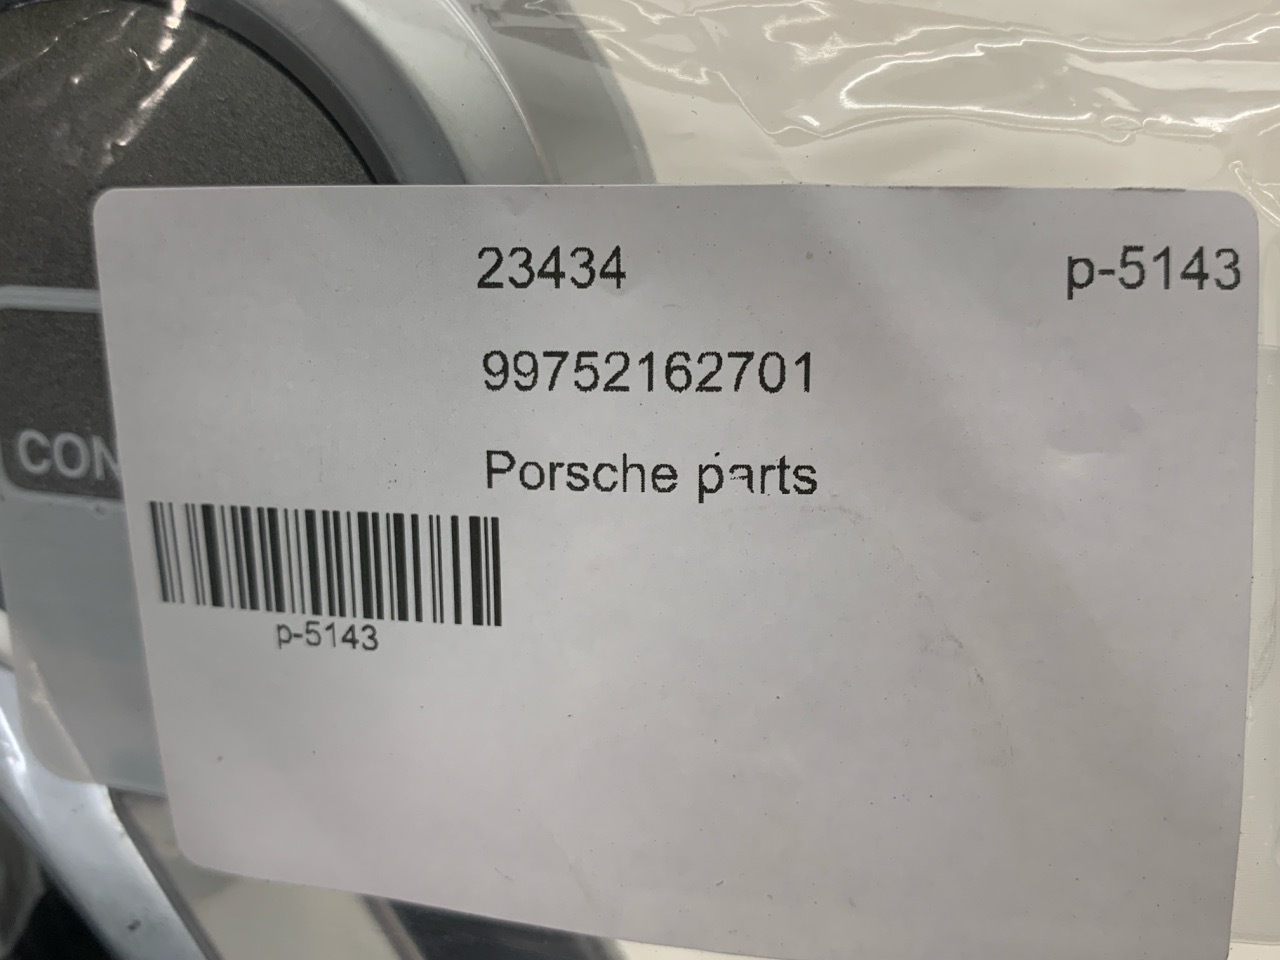 23434
p-5143
99752162701
Porsche parts
CON
p-5143